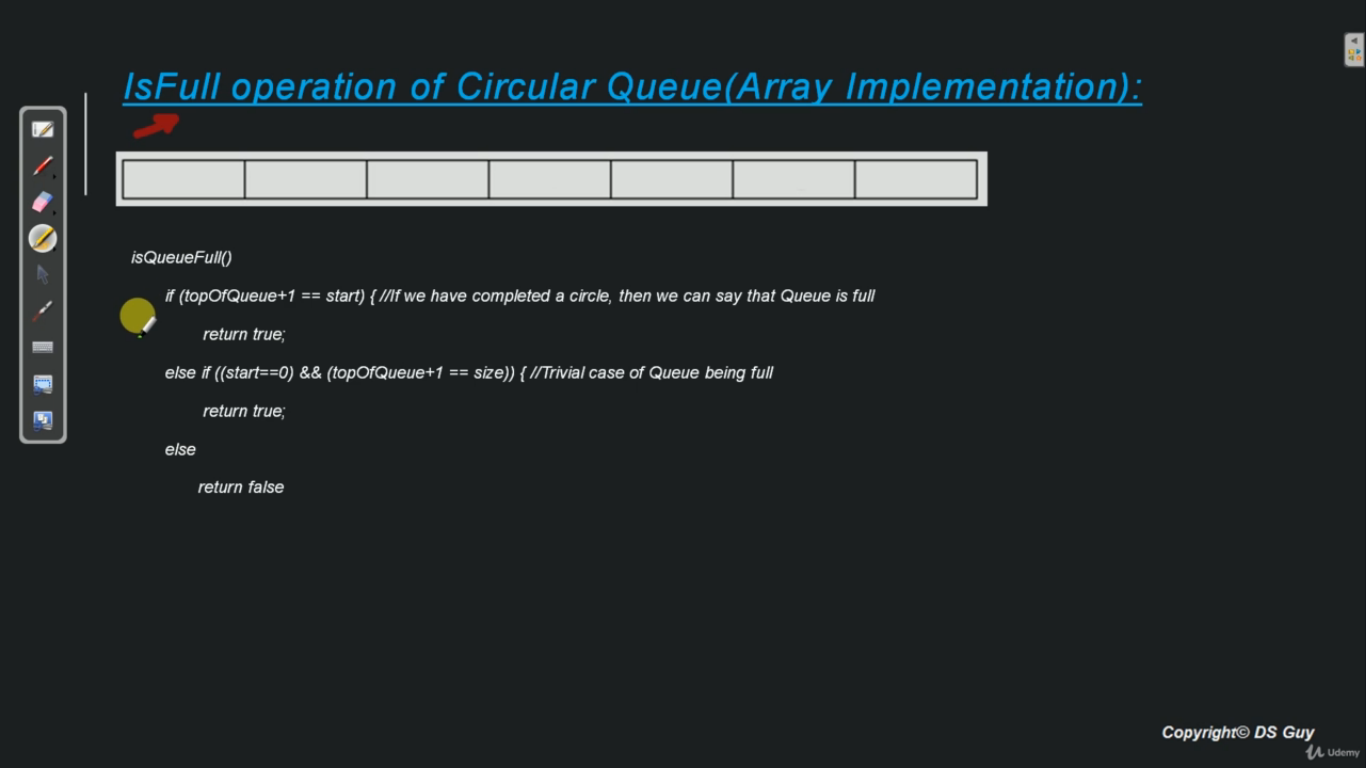 IsFull operation of Circular Queue(Array Implementation):
isQueueFull()
if (topOfQueue+1 == start) { //If we have completed a circle, then we can say that Queue is full
return true;
else if ((start==0) && (topOfQueue+1 == size)) { //Trivial case of Queue being full
return true;
else
return false
Copyright© DS Guy
Udemy